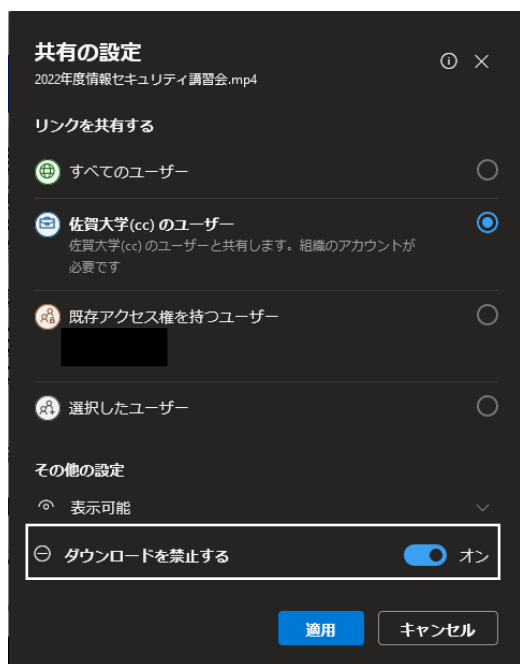 共有の設定
2022年度情報セキュリティ講習会.mp4
リンクを共有する
すべてのユーザー
佐賀大学(cc) のユーザー
佐賀大学(cc) のユーザーと共有します。組織のアカウントが
必要です
既存アクセス権を持つユーザー
選択したユーザー
その他の設定
表示可能
ダウンロードを禁止する オン
適用 キャンセル